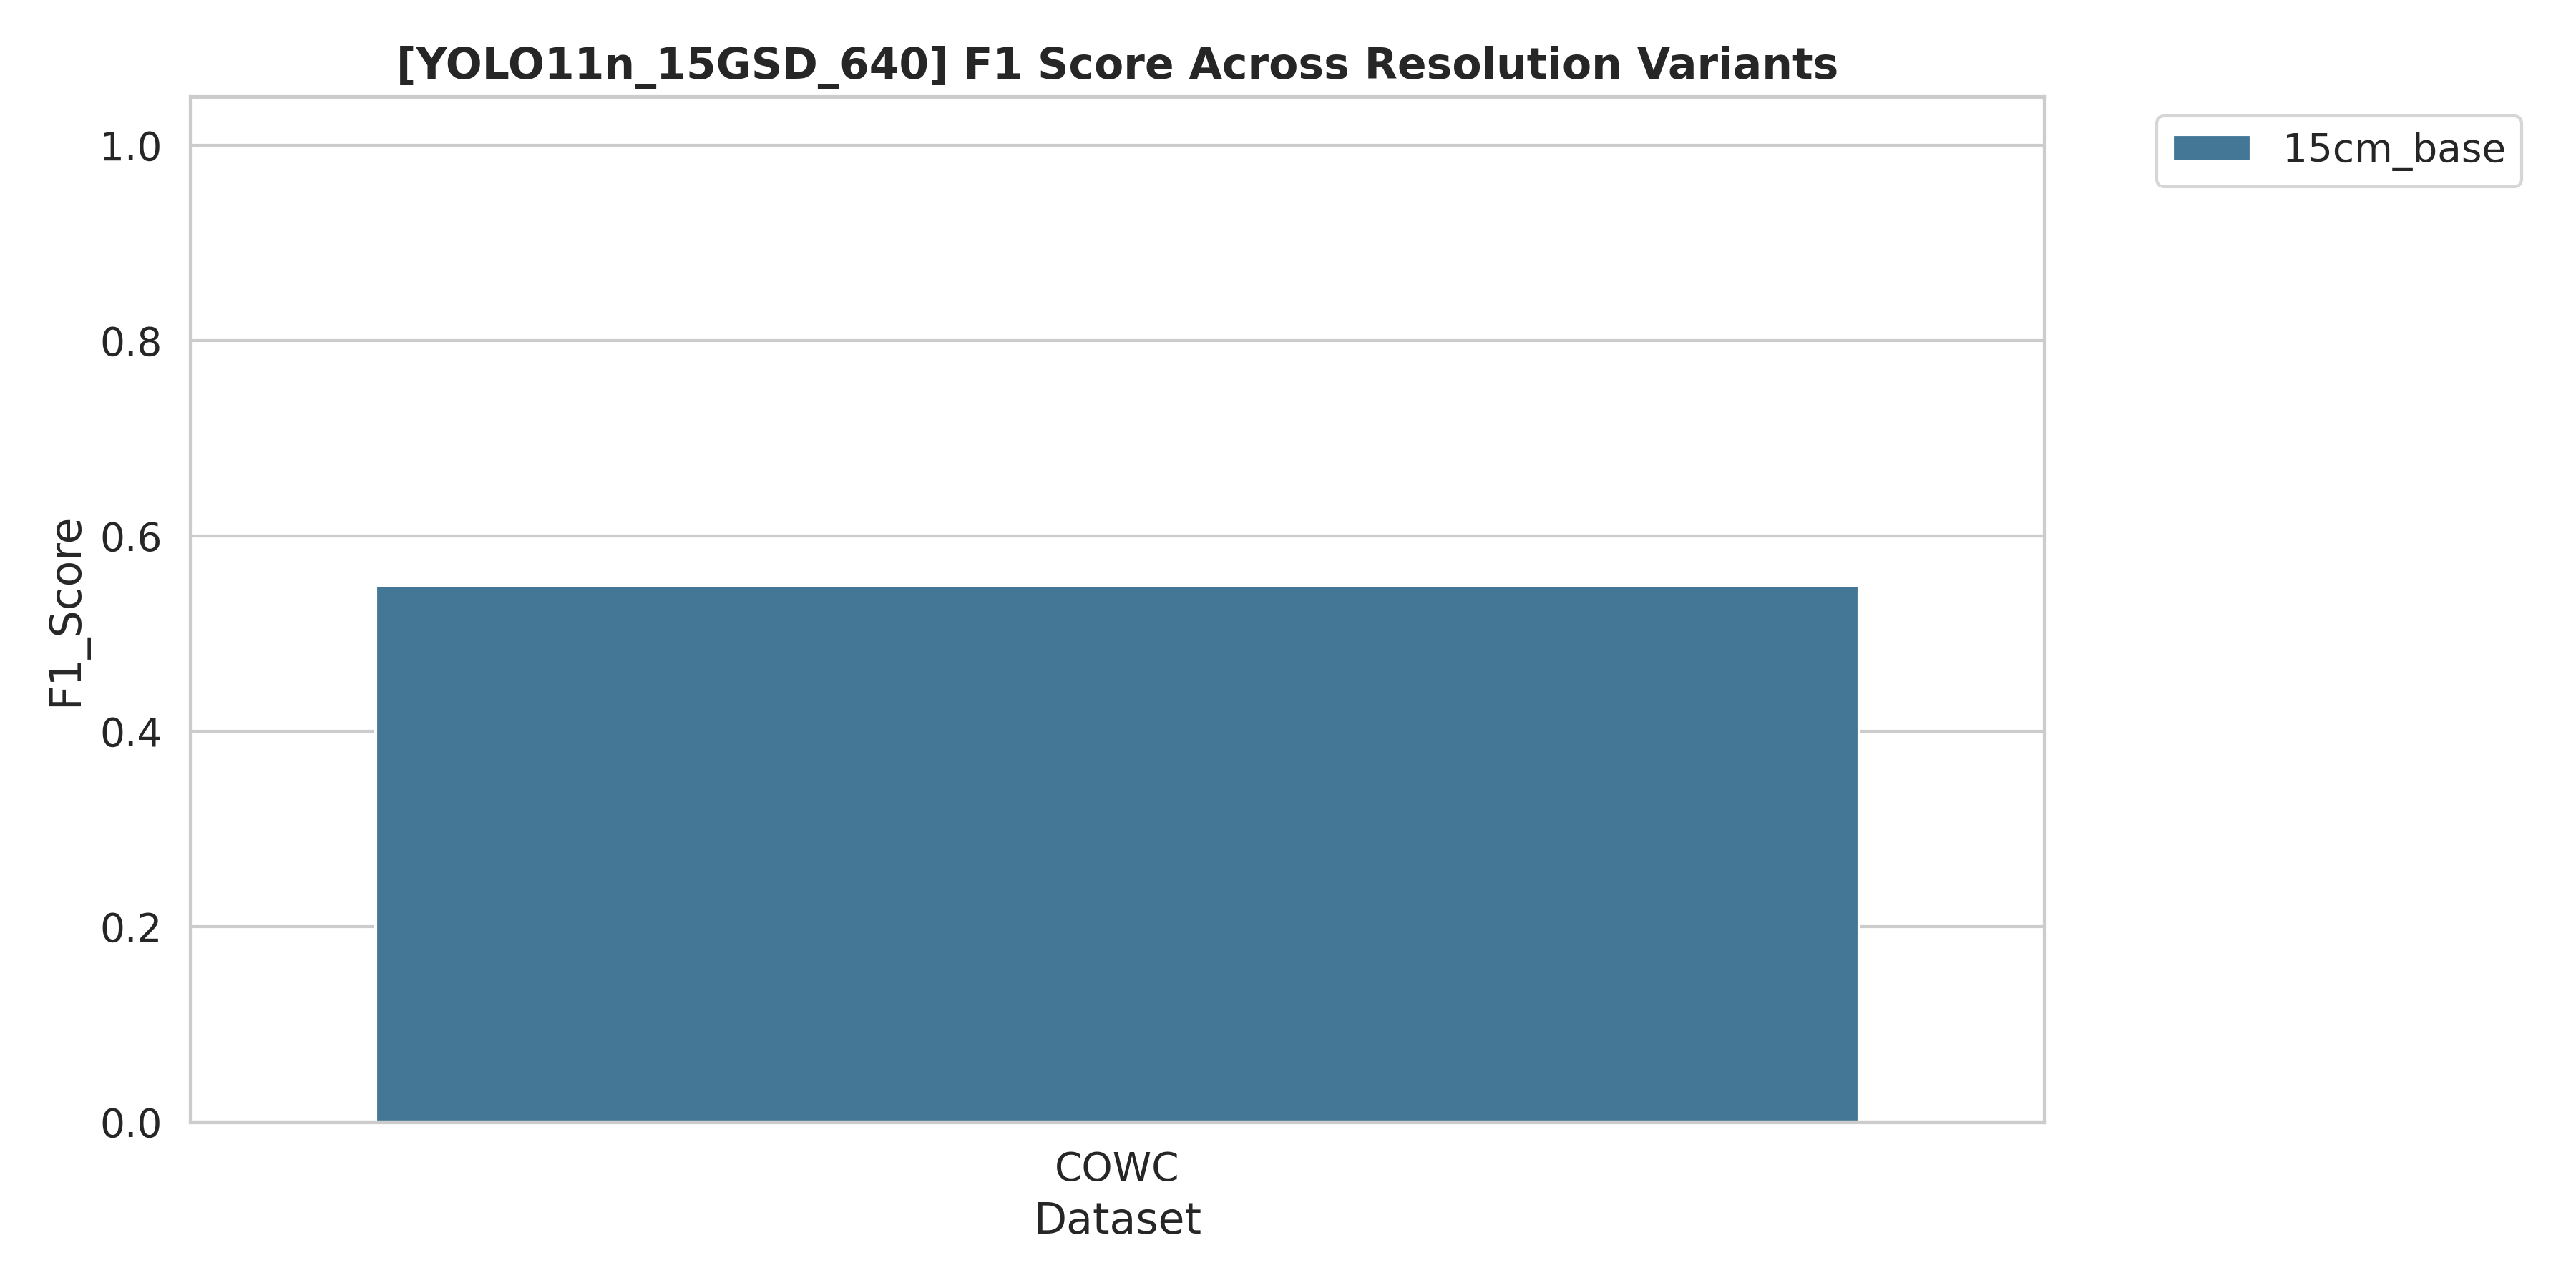 [YOLO11n_15GSD_640] F1 Score Across Resolution Variants
15cm_base
F1_Score
1.0
0.8
0.6
0.4
0.2
0.0
COWC
Dataset